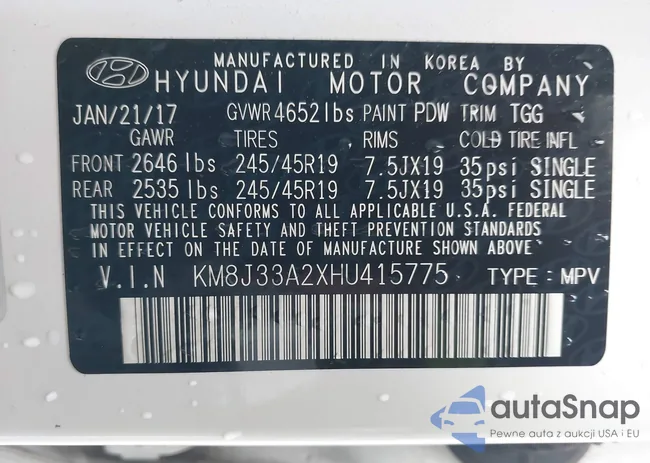 MANUFACTURED IN KOREA BY
HYUNDAI MOTOR COMPANY
JAN/21/17 GVWR 4652 lbs PAINT PDW TRIM TGG
GAWR TIRES RIMS COLD TIRE INFL
FRONT 2646 lbs 245/45R19 7.5JX19 35psi SINGLE
REAR 2535 lbs 245/45R19 7.5JX19 35psi SINGLE
THIS VEHICLE CONFORMS TO ALL APPLICABLE U.S.A. FEDERAL
MOTOR VEHICLE SAFETY AND THEFT PREVENTION STANDARDS
IN EFFECT ON THE DATE OF MANUFACTURE SHOWN ABOVE.
V.I.N KM8J33A2XHU415775 TYPE: MPV
autaSnap
Pewne auta z aukcji USA i EU